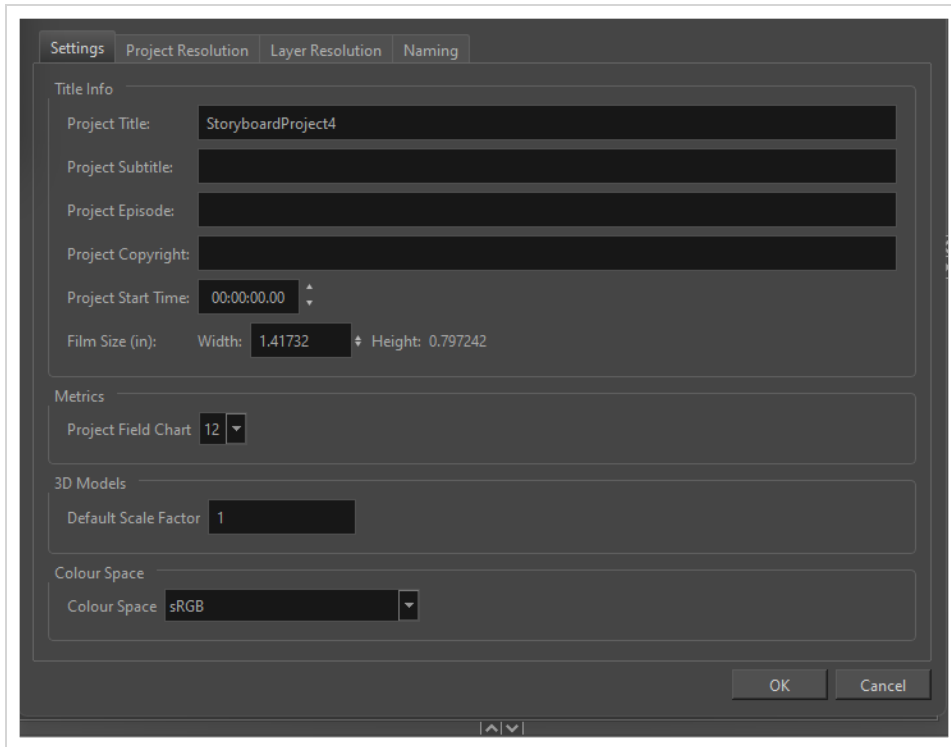 Settings Project Resolution Layer Resolution Naming
Title Info
Project Title: StoryboardProject4
Project Subtitle:
Project Episode:
Project Copyright:
Project Start Time: 00:00:00.00
Film Size (in): Width: 1.41732 Height: 0.797242
Metrics
Project Field Chart 12
3D Models
Default Scale Factor 1
Colour Space
Colour Space sRGB
OK Cancel